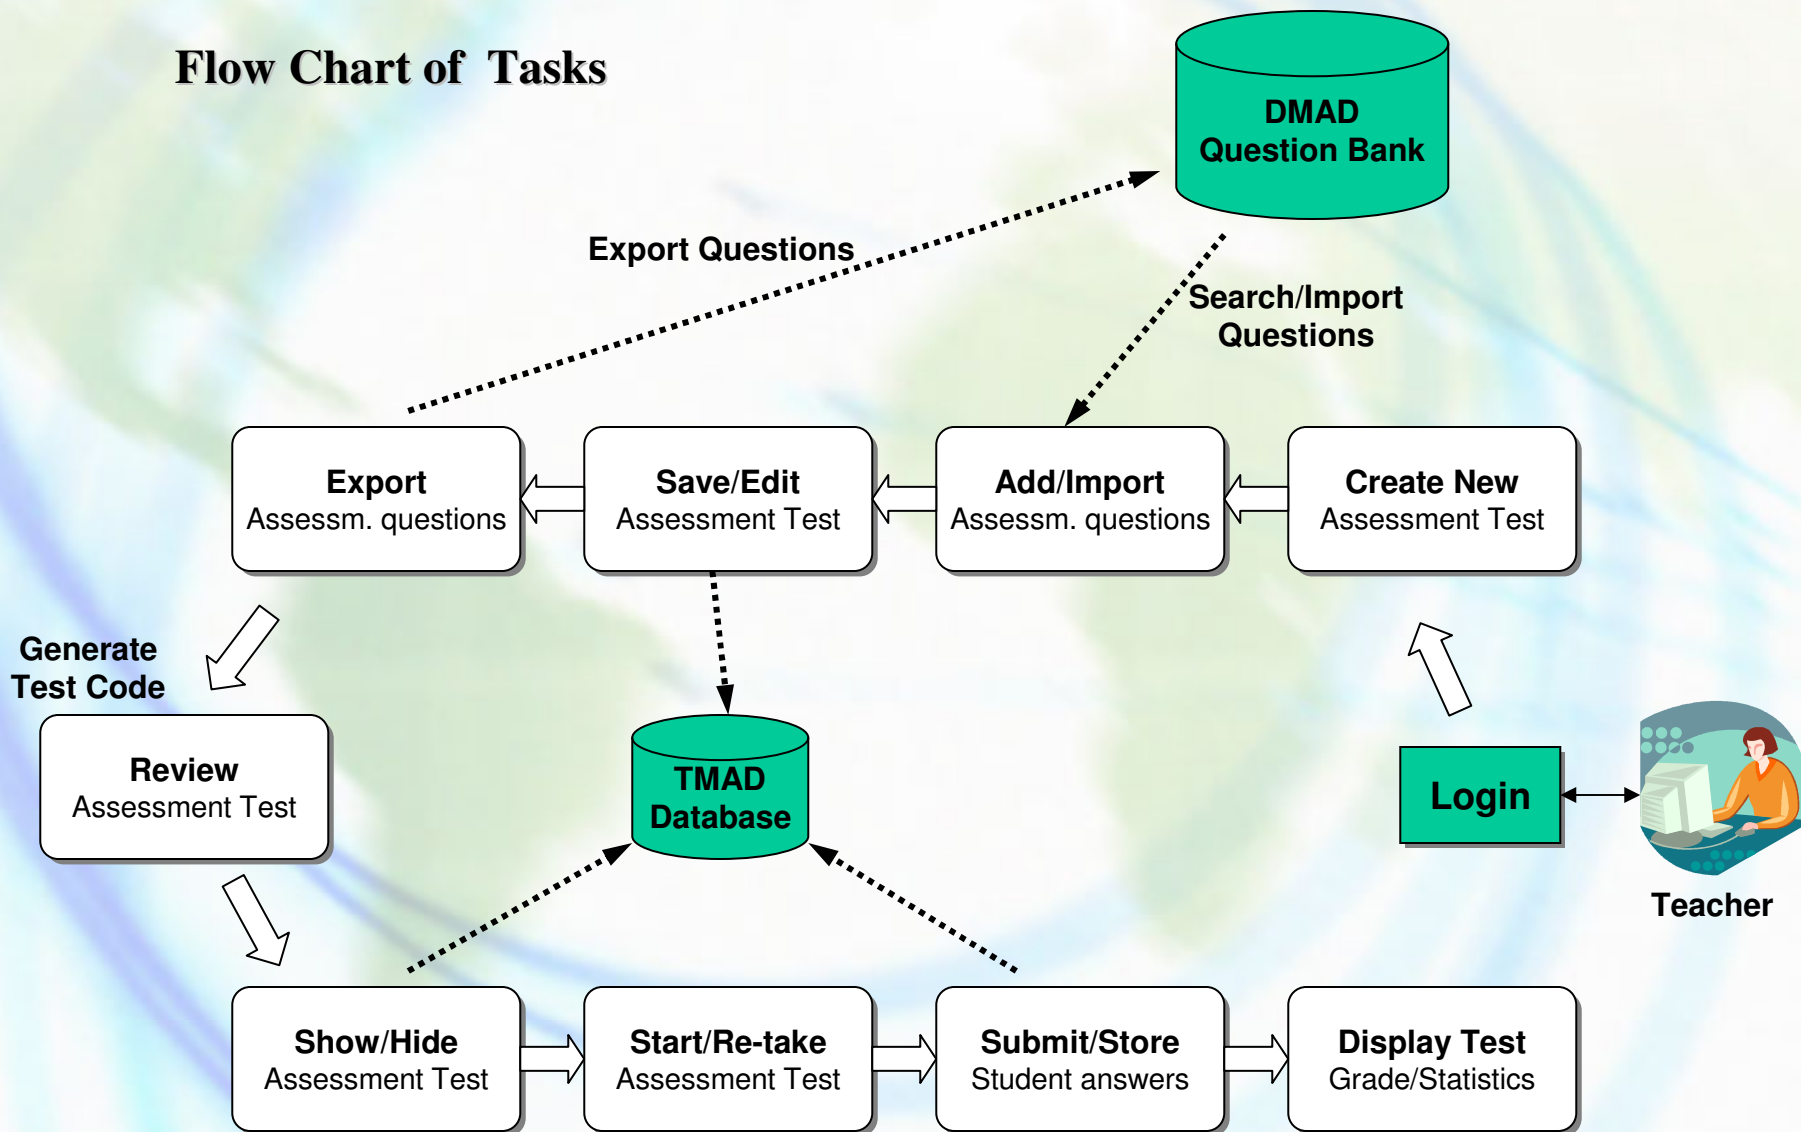 Flow Chart of  Tasks
DMAD
Question Bank
Export Questions
Search/Import
Questions
Export
Assessm. questions
Save/Edit
Assessment Test
Add/Import
Assessm. questions
Create New
Assessment Test
Generate
Test Code
Review
Assessment Test
TMAD
Database
Login
Teacher
Show/Hide
Assessment Test
Start/Re-take
Assessment Test
Submit/Store
Student answers
Display Test
Grade/Statistics